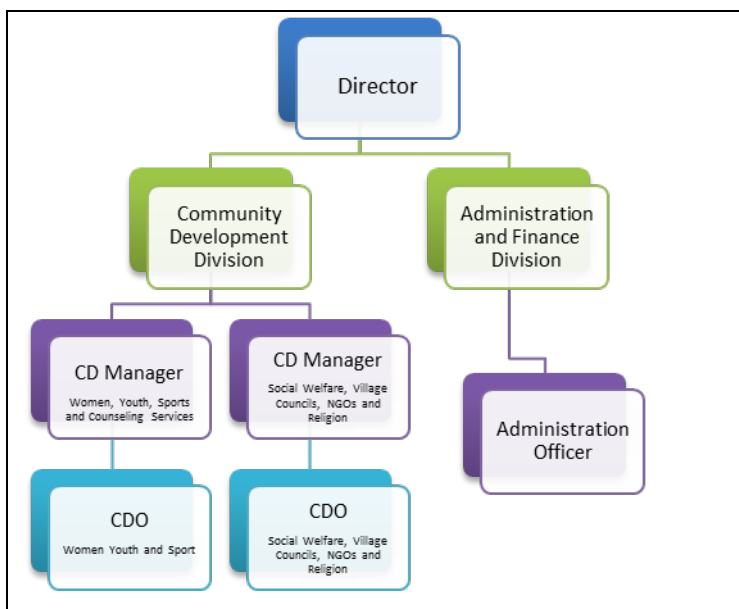 Director
Community
Development
Division
Administration
and Finance
Division
CD Manager
Women, Youth, Sports
and Counseling Services
CD Manager
Social Welfare, Village
Councils, NGOs and
Religion
Administration
Officer
CDO
Women Youth and Sport
CDO
Social Welfare, Village
Councils, NGOs and
Religion